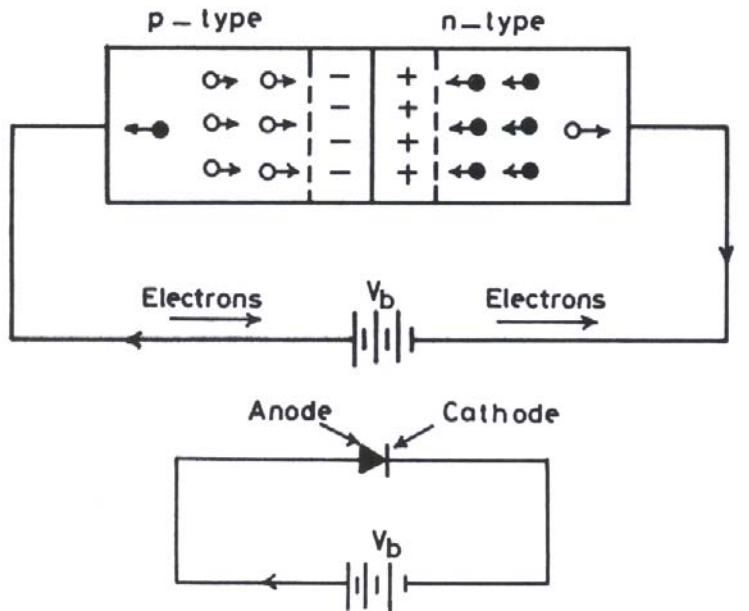 p-type n-type
- + 
- +
- +
- +
Electrons Vb Electrons
Anode Cathode
Vb